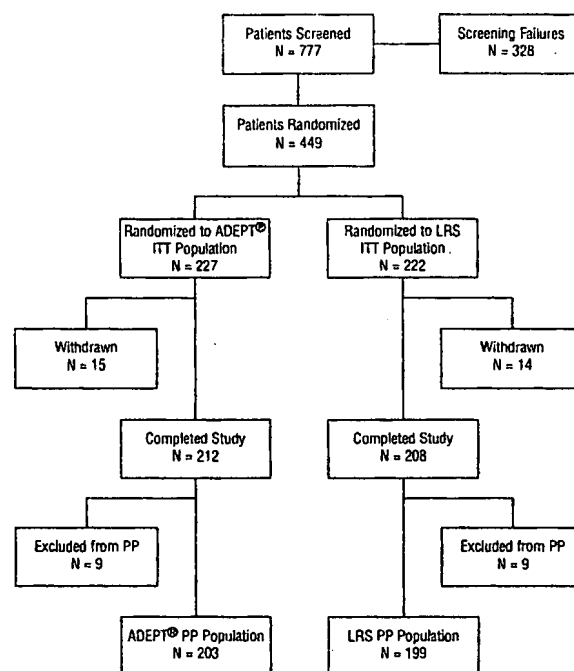 Patients Screened
N = 777
Screening Failures
N = 328
Patients Randomized
N = 449
Randomized to ADEPT®
ITT Population
N = 227
Randomized to LRS
ITT Population
N = 222
Withdrawn
N = 15
Withdrawn
N = 14
Completed Study
N = 212
Completed Study
N = 208
Excluded from PP
N = 9
Excluded from PP
N = 9
ADEPT® PP Population
N = 203
LRS PP Population
N = 199